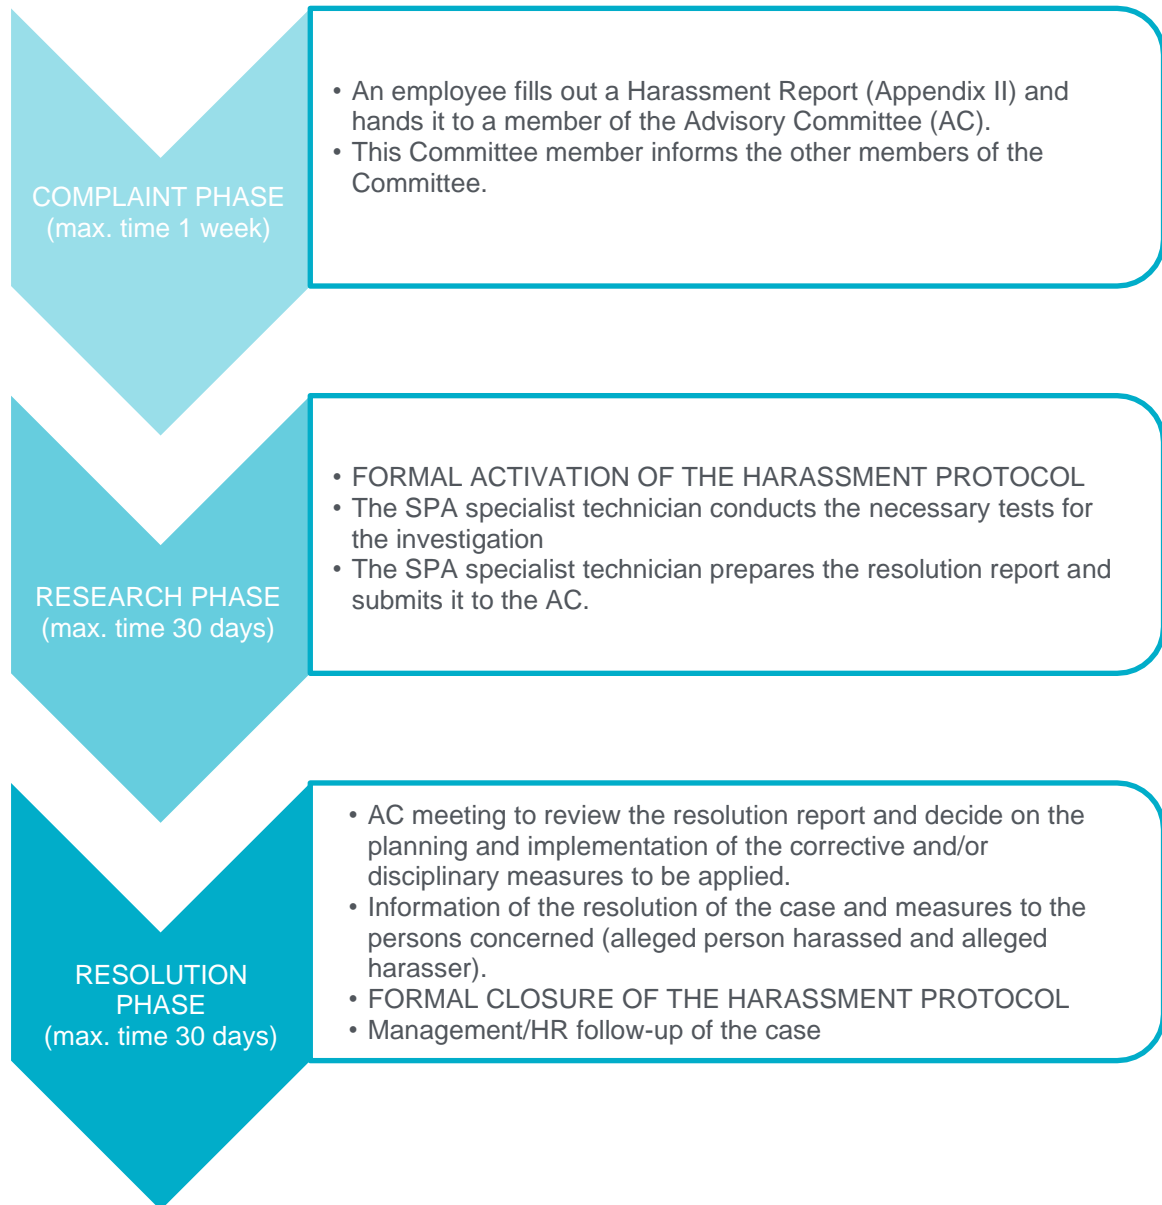 COMPLAINT PHASE
(max. time 1 week)
• An employee fills out a Harassment Report (Appendix II) and
hands it to a member of the Advisory Committee (AC).
• This Committee member informs the other members of the
Committee.
RESEARCH PHASE
(max. time 30 days)
• FORMAL ACTIVATION OF THE HARASSMENT PROTOCOL
• The SPA specialist technician conducts the necessary tests for
the investigation
• The SPA specialist technician prepares the resolution report and
submits it to the AC.
RESOLUTION
PHASE
(max. time 30 days)
• AC meeting to review the resolution report and decide on the
planning and implementation of the corrective and/or
disciplinary measures to be applied.
• Information of the resolution of the case and measures to the
persons concerned (alleged person harassed and alleged
harasser).
• FORMAL CLOSURE OF THE HARASSMENT PROTOCOL
• Management/HR follow-up of the case